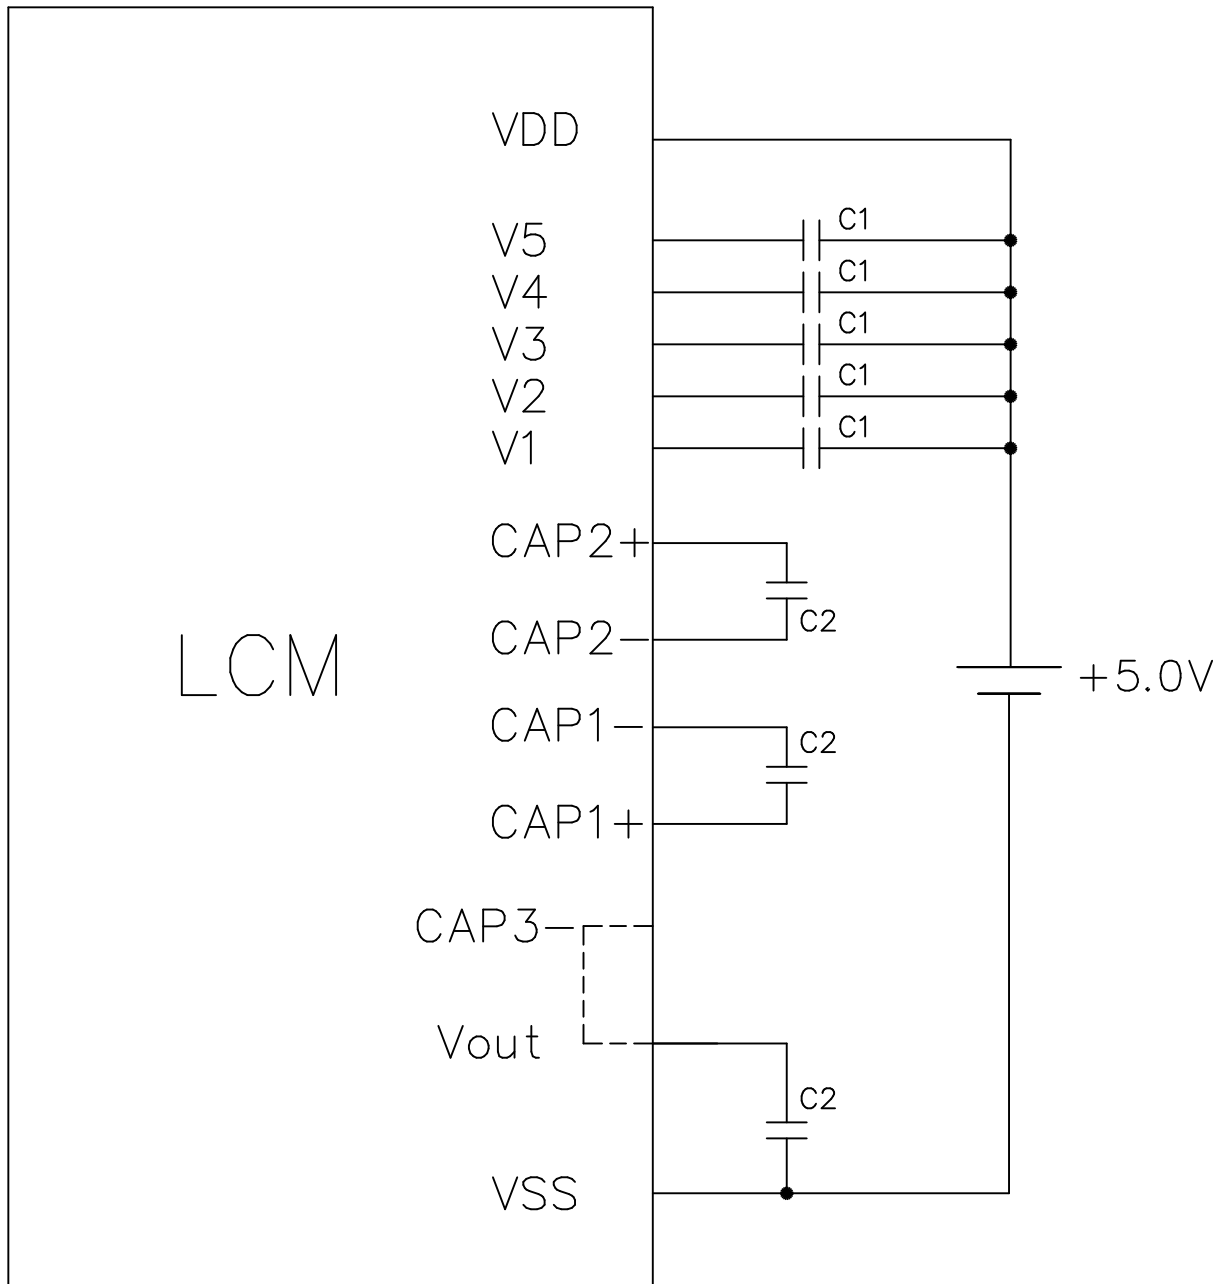 VDD
C1
V5
C1
V4
C1
V3
C1
V2
C1
V1
CAP2+
C2
CAP2-
LCM
+5.0V
CAP1-
C2
CAP1+
CAP3-
Vout
C2
VSS